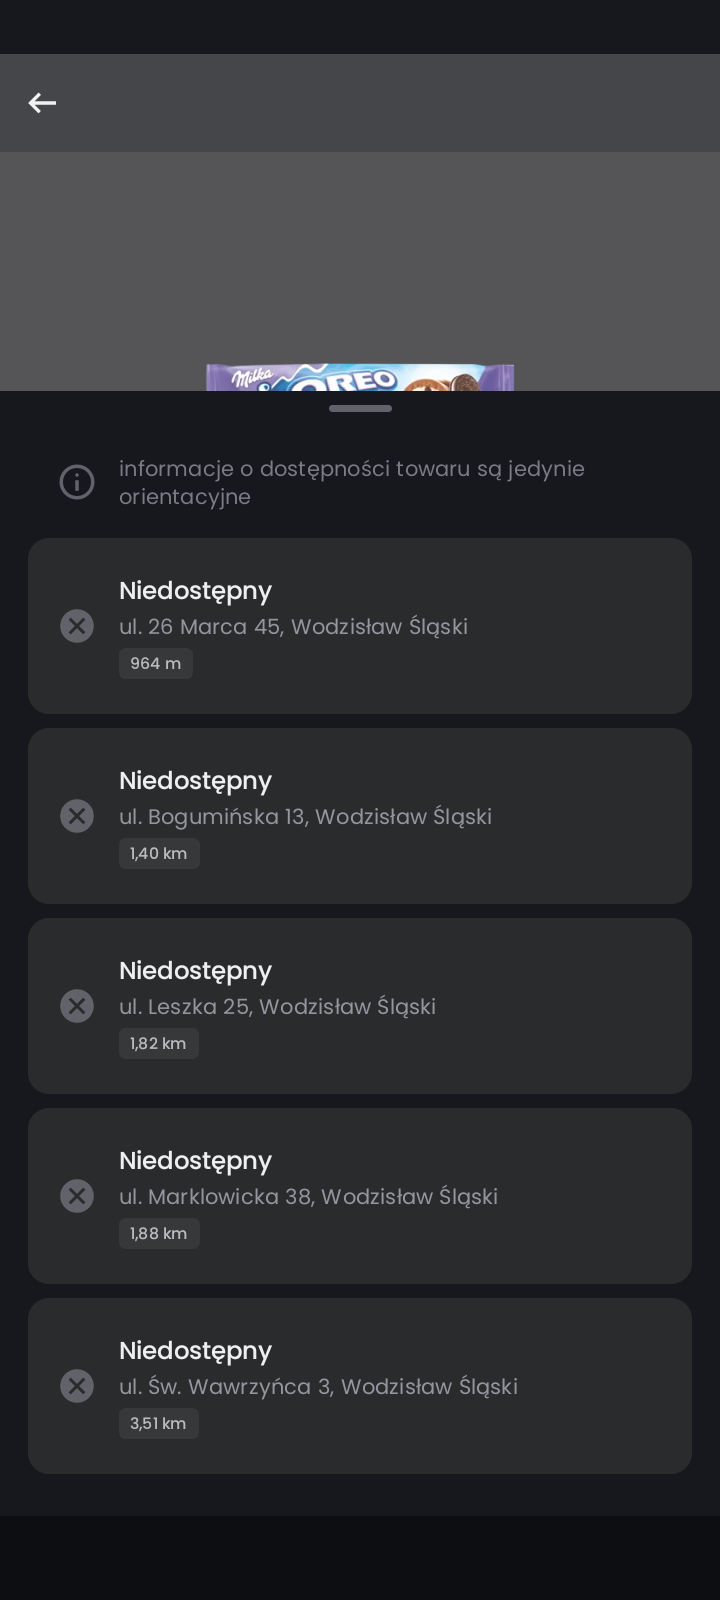 Milka
OREO
informacje o dostępności towaru są jedynie
orientacyjne
Niedostępny
ul. 26 Marca 45, Wodzisław Śląski
964 m
Niedostępny
ul. Bogumińska 13, Wodzisław Śląski
1,40 km
Niedostępny
ul. Leszka 25, Wodzisław Śląski
1,82 km
Niedostępny
ul. Marklowicka 38, Wodzisław Śląski
1,88 km
Niedostępny
ul. Św. Wawrzyńca 3, Wodzisław Śląski
3,51 km